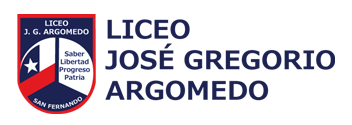 LICEO
J. G. ARGOMEDO
Saber
Libertad
Progreso
Patria
SAN FERNANDO
LICEO
JOSÉ GREGORIO
ARGOMEDO